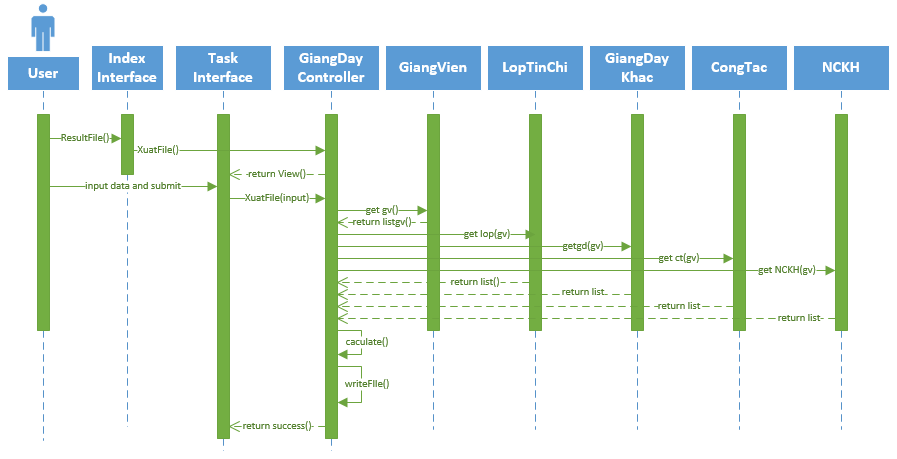 User
Index
Interface
Task
Interface
GiangDay
Controller
GiangVien
LopTinChi
GiangDay
Khac
CongTac
NCKH
ResultFile()
XuatFile()
return View()
input data and submit
XuatFile(input)
get gv()
return listgv()
get lop(gv)
getgd(gv)
get ct(gv)
get NCKH(gv)
return list()
return list
return list
return list
caculate()
writeFIle()
return success()